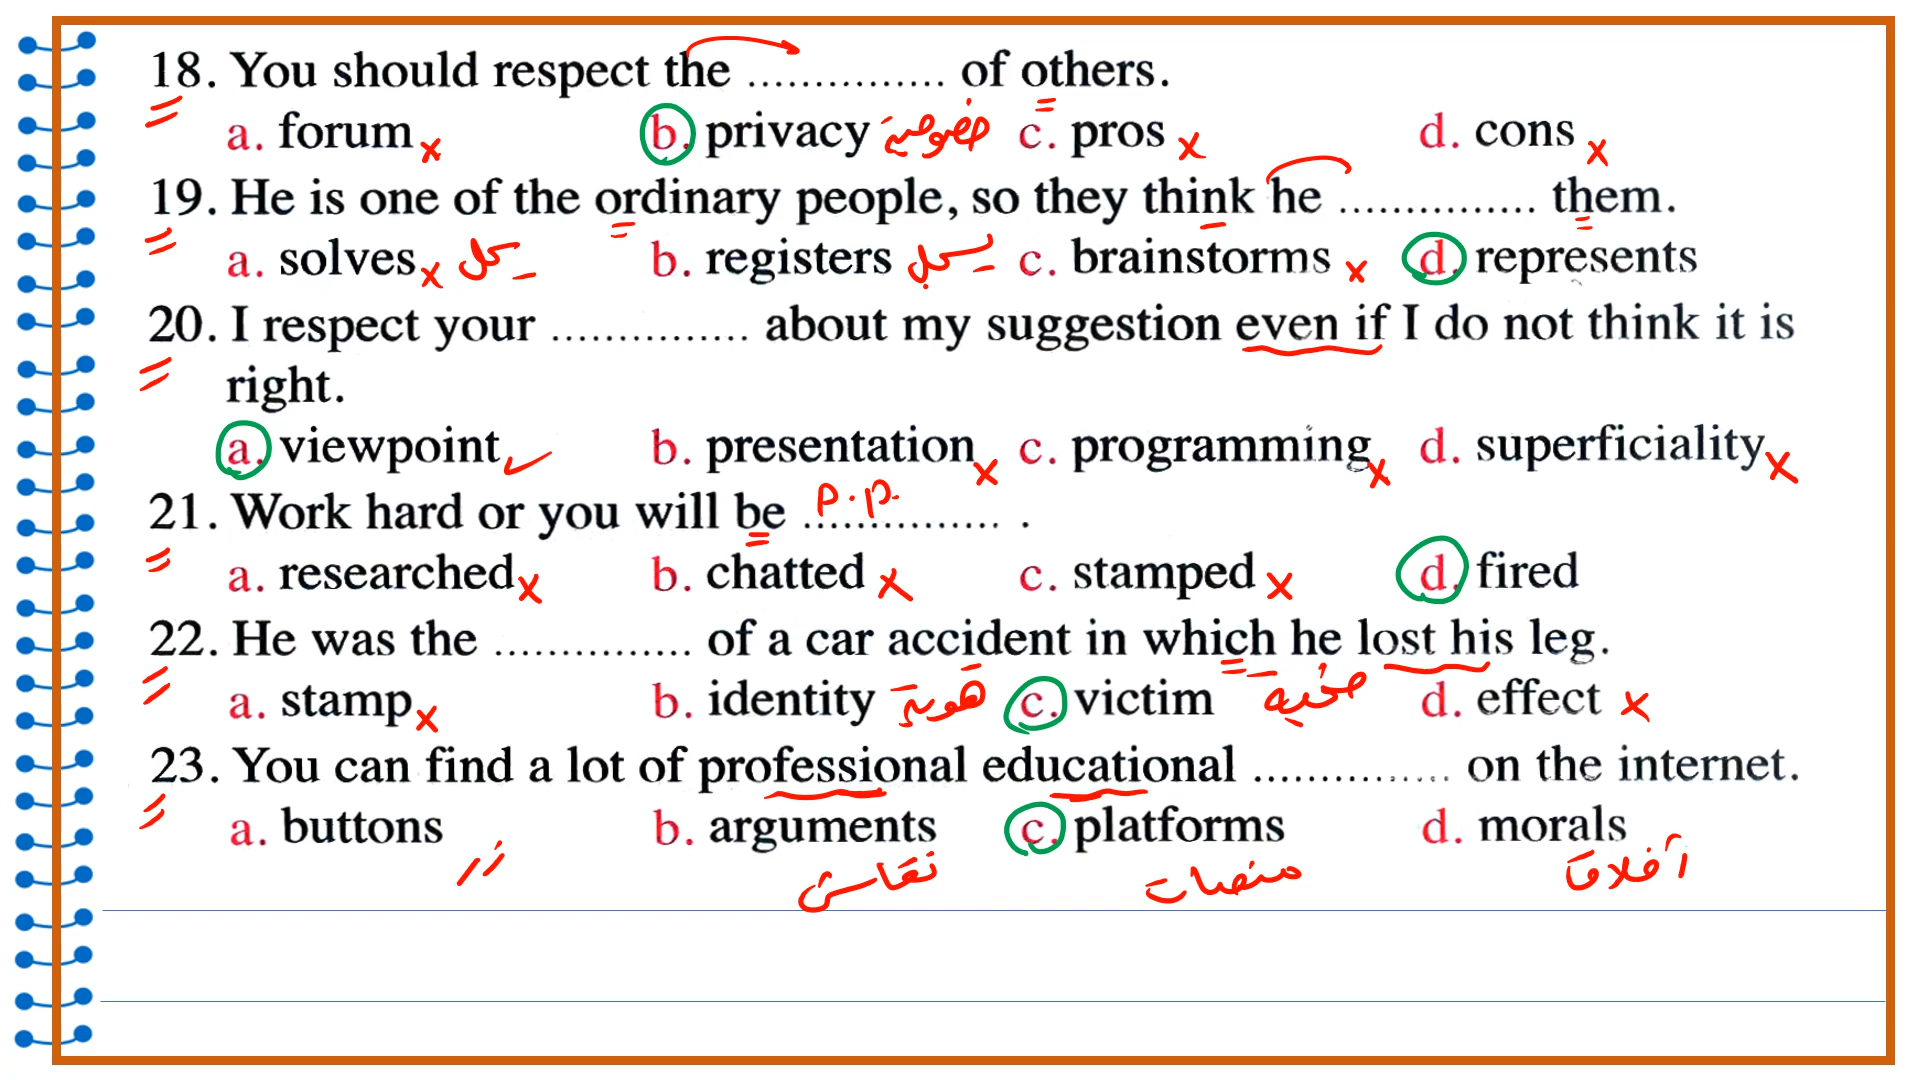 18. You should respect the ............... of others.
a. forum x b. privacy خصوصية c. pros x d. cons x
19. He is one of the ordinary people, so they think he ............... them.
a. solves x يحل b. registers يسجل c. brainstorms x d. represents
20. I respect your ............... about my suggestion even if I do not think it is
right.
a. viewpoint ✓ b. presentation x c. programming x d. superficiality x
P.P.
21. Work hard or you will be ............... .
a. researched x b. chatted x c. stamped x d. fired
22. He was the ............... of a car accident in which he lost his leg.
a. stamp x b. identity هوية c. victim ضحية d. effect x
23. You can find a lot of professional educational ............... on the internet.
a. buttons b. arguments c. platforms d. morals
زر نقاش منصات أخلاق